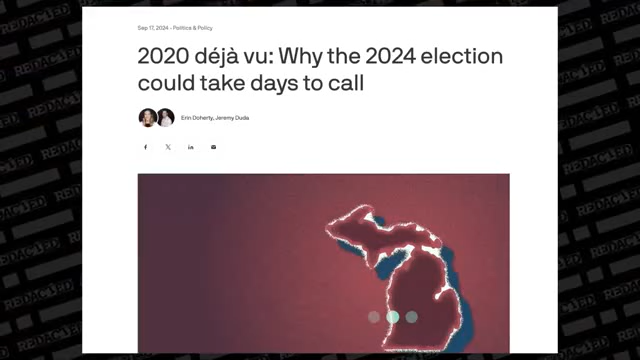 Sep 17, 2024 - Politics & Policy
2020 déjà vu: Why the 2024 election
could take days to call
Erin Doherty, Jeremy Duda
REDACTED